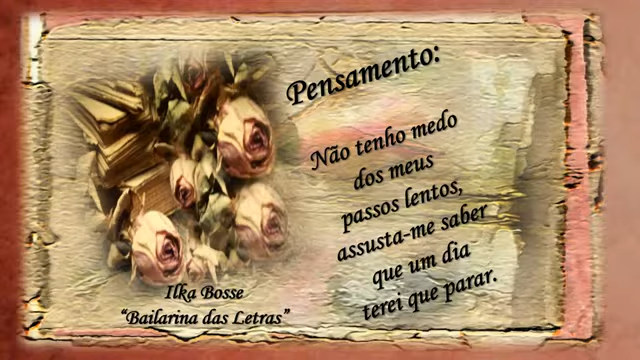 Pensamento:
Não tenho medo
dos meus
passos lentos,
assusta-me saber
que um dia
terei que parar.
Ilka Bosse
“Bailarina das Letras”